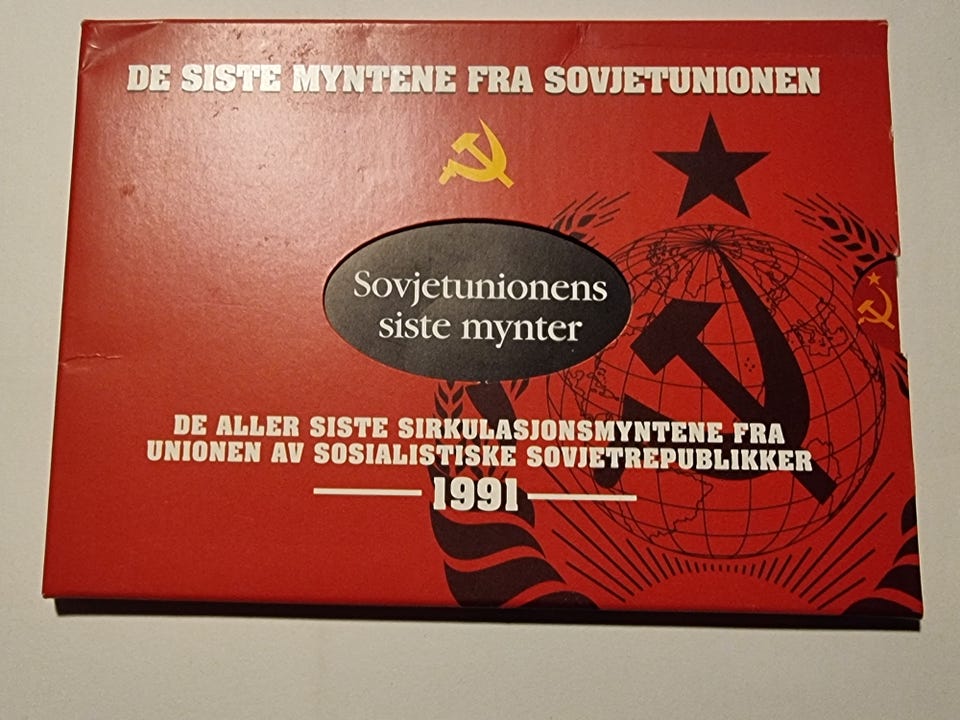 DE SISTE MYNTENE FRA SOVJETUNIONEN
Sovjetunionens
siste mynter
DE ALLER SISTE SIRKULASJONSMYNTENE FRA
UNIONEN AV SOSIALISTISKE SOVJETREPUBLIKKER
1991